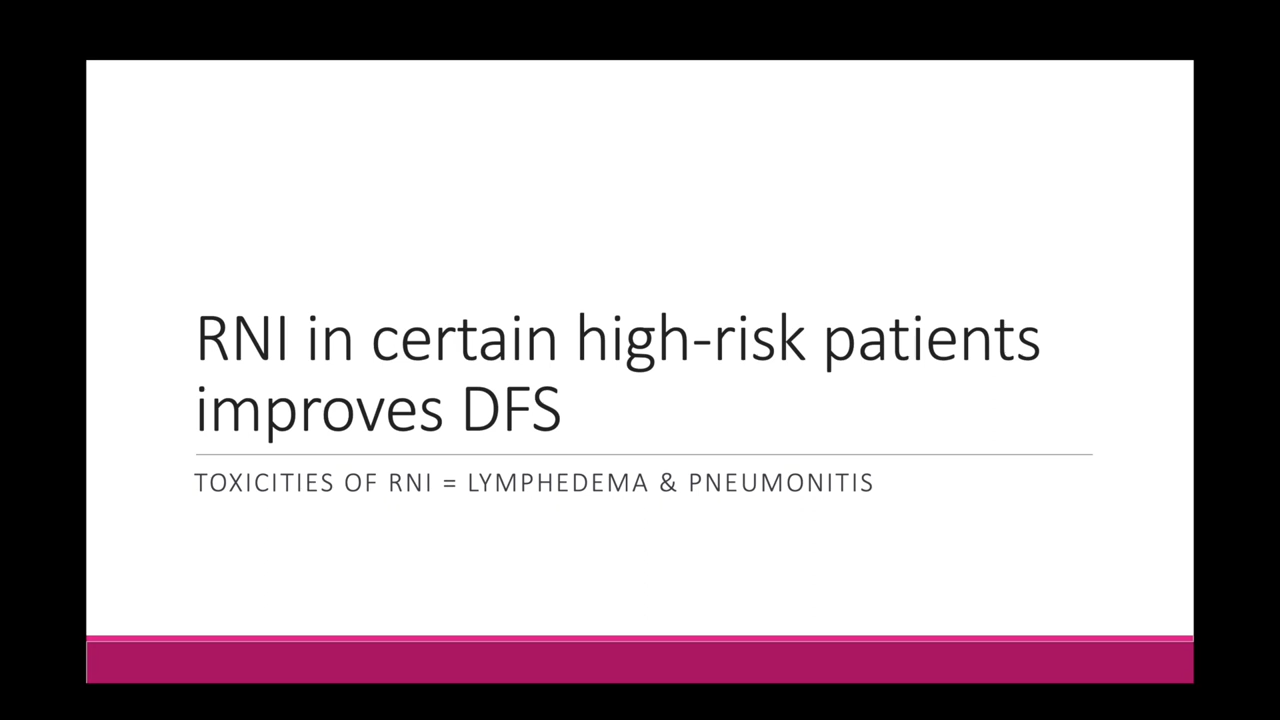 RNI in certain high-risk patients
improves DFS
TOXICITIES OF RNI = LYMPHEDEMA & PNEUMONITIS